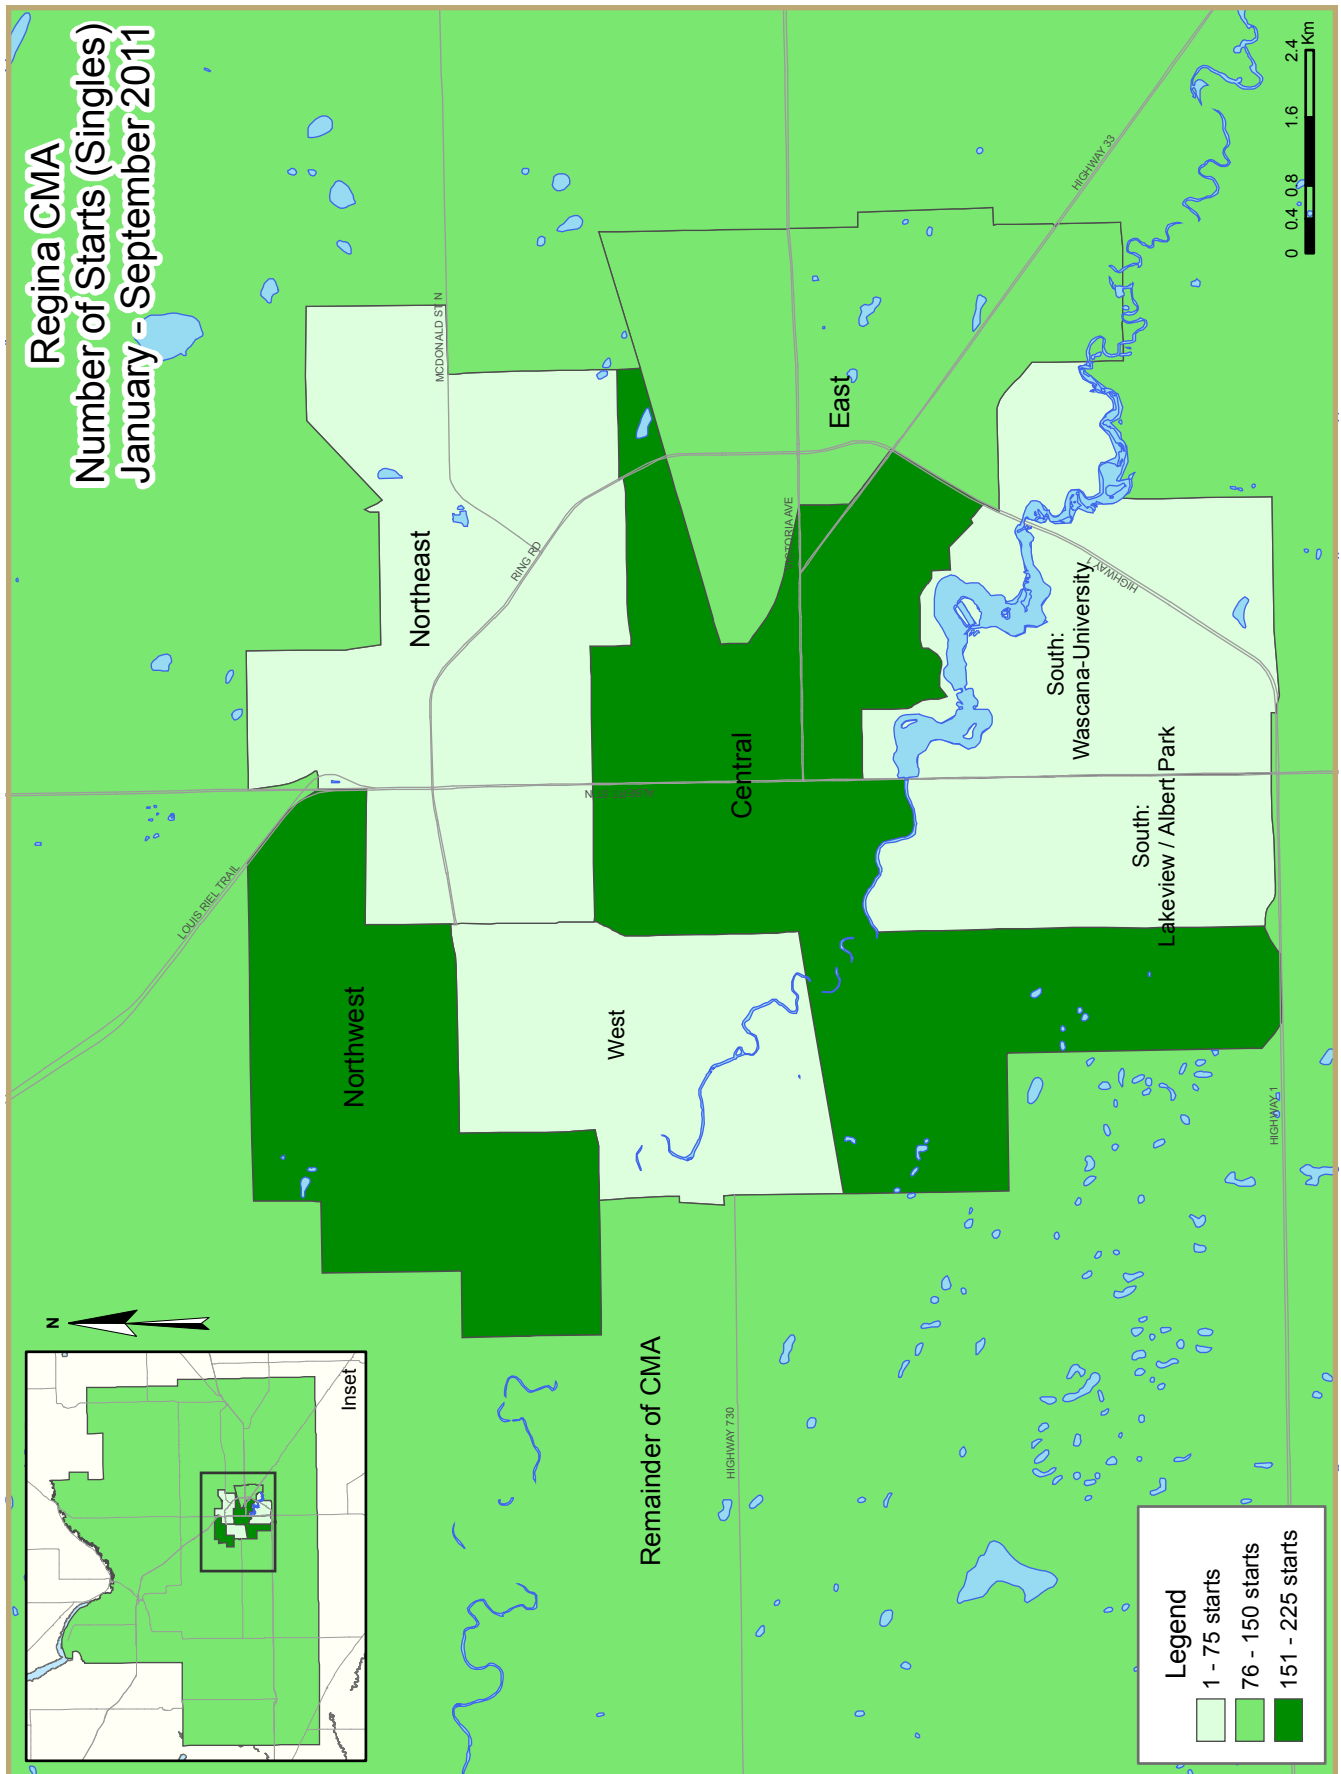 Regina CMA
Number of Starts (Singles)
January - September 2011
N
Inset
LOUIS RIEL TRAIL
MCDONALD ST N
Northeast
RING RD
Northwest
West
Central
East
VICTORIA AVE
HIGHWAY 33
Remainder of CMA
HIGHWAY 730
South:
Wascana-University
HIGHWAY 1
South:
Lakeview / Albert Park
HIGHWAY 1
Legend
1 - 75 starts
76 - 150 starts
151 - 225 starts
0 0.4 0.8 1.6 2.4
Km